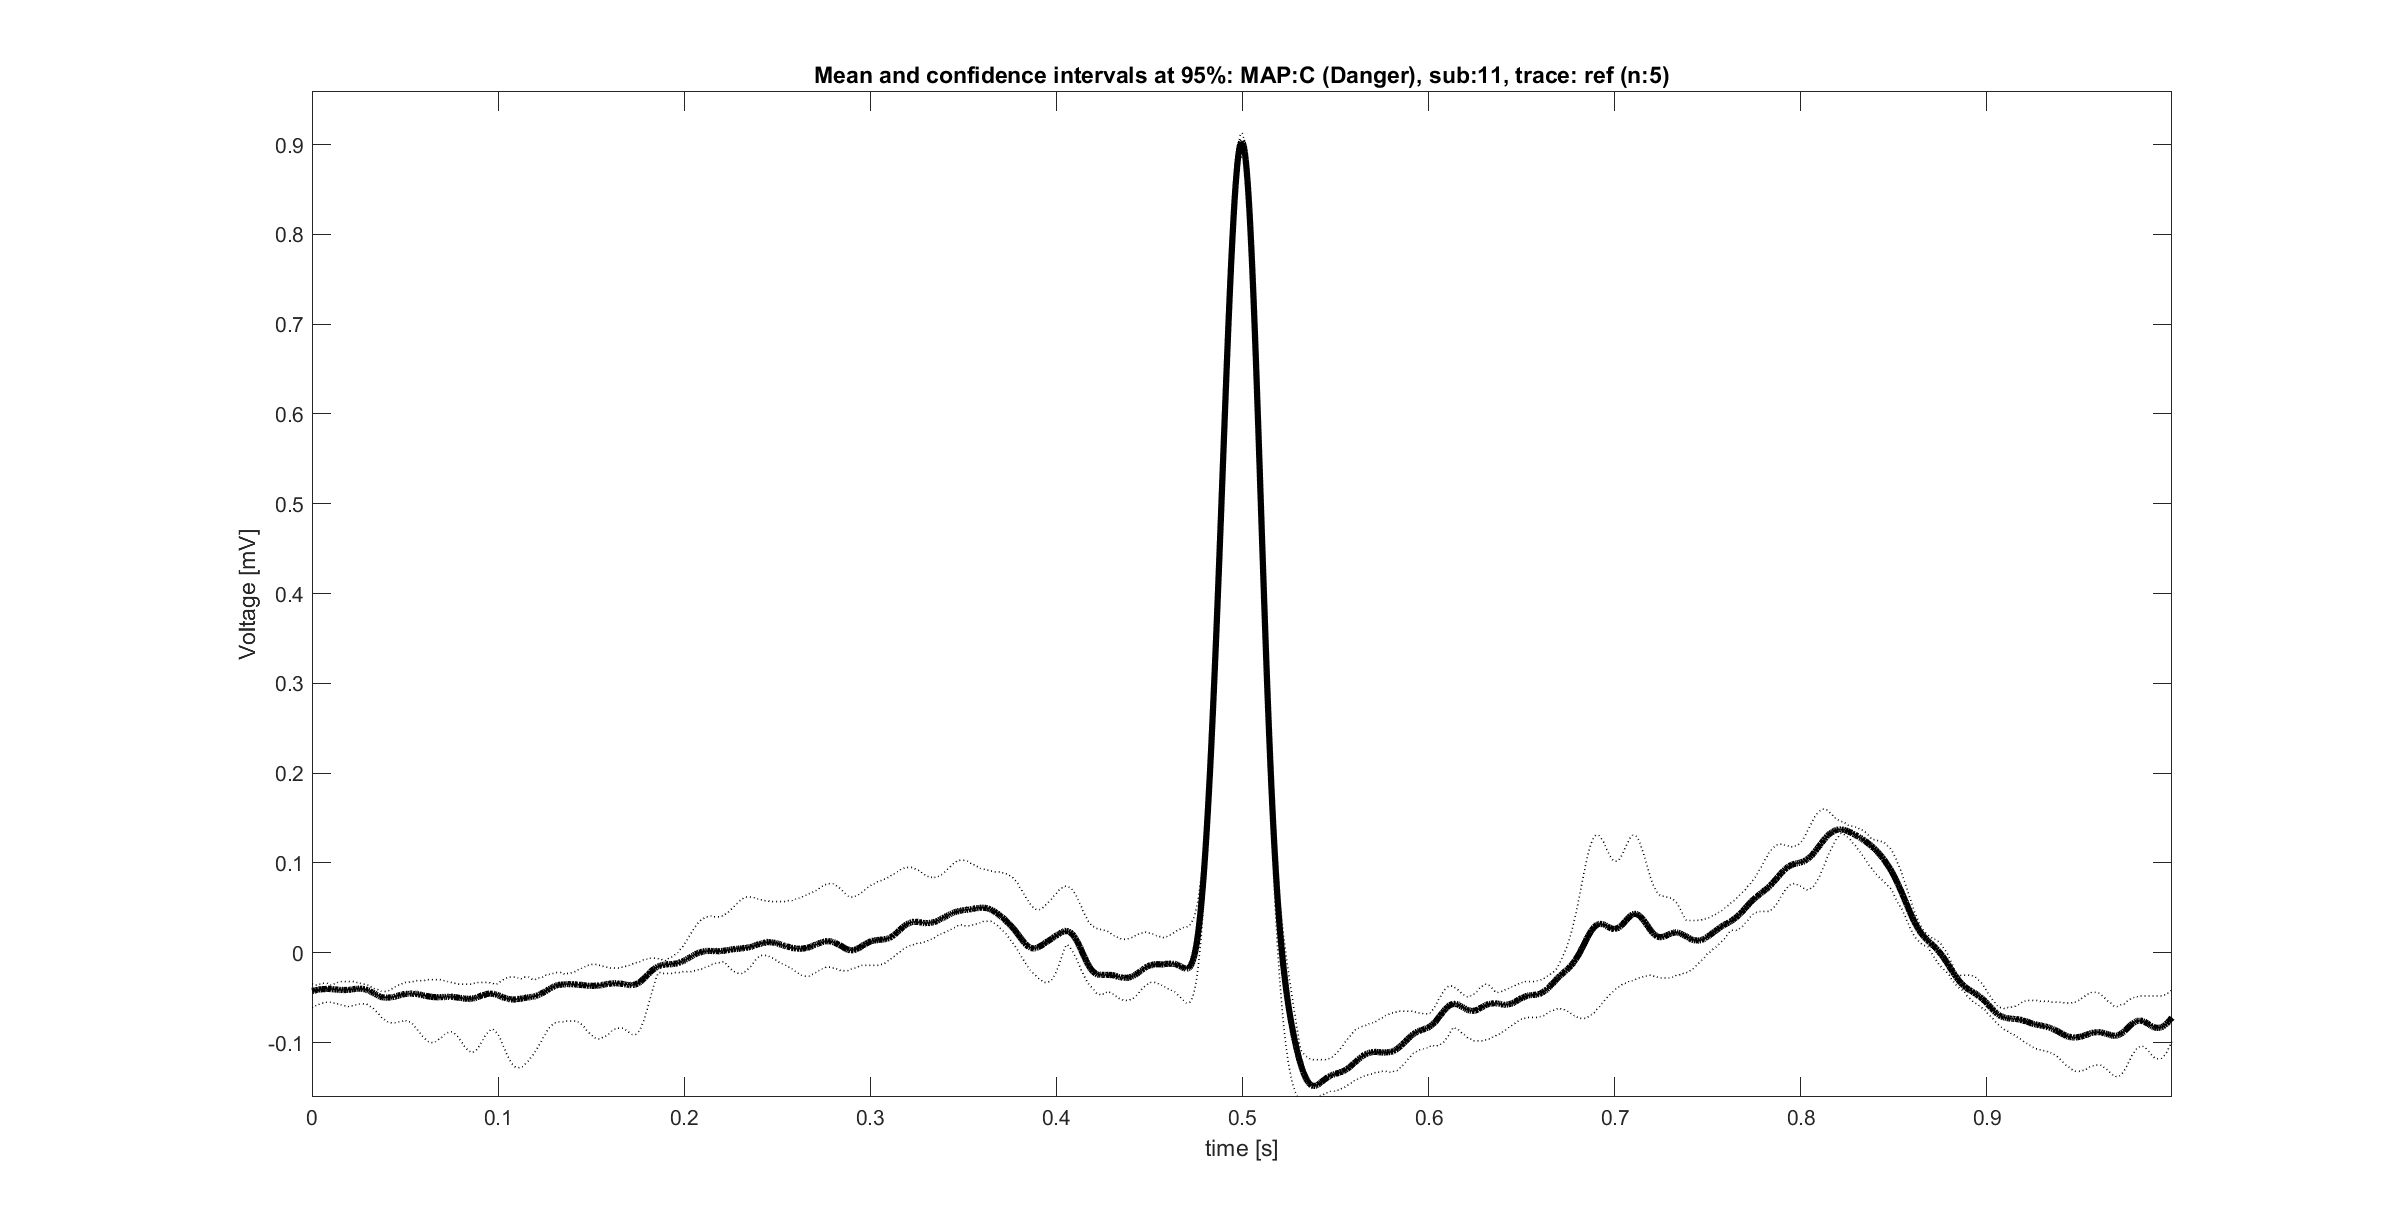 Mean and confidence intervals at 95%: MAP:C (Danger), sub:11, trace: ref (n:5)
0.9
0.8
0.7
0.6
0.5
0.4
0.3
0.2
0.1
0
-0.1
Voltage [mV]
0 0.1 0.2 0.3 0.4 0.5 0.6 0.7 0.8 0.9
time [s]